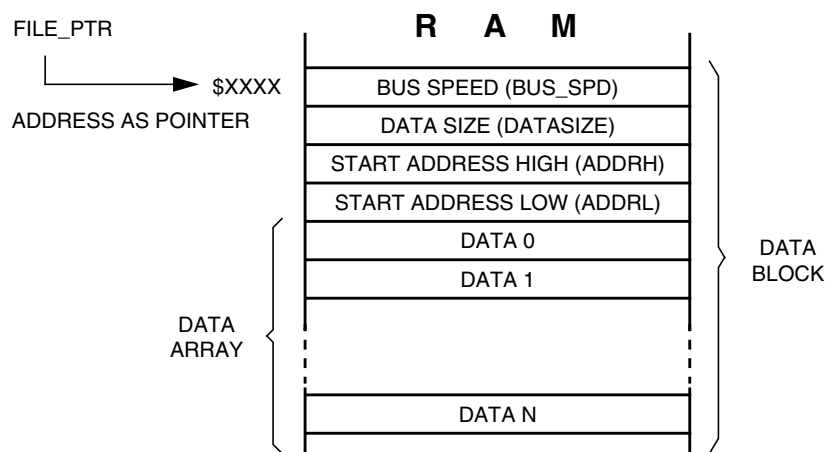 R A M
FILE_PTR
$XXXX
ADDRESS AS POINTER
BUS SPEED (BUS_SPD)
DATA SIZE (DATASIZE)
START ADDRESS HIGH (ADDRH)
START ADDRESS LOW (ADDRL)
DATA 0
DATA 1
DATA N
DATA
ARRAY
DATA
BLOCK